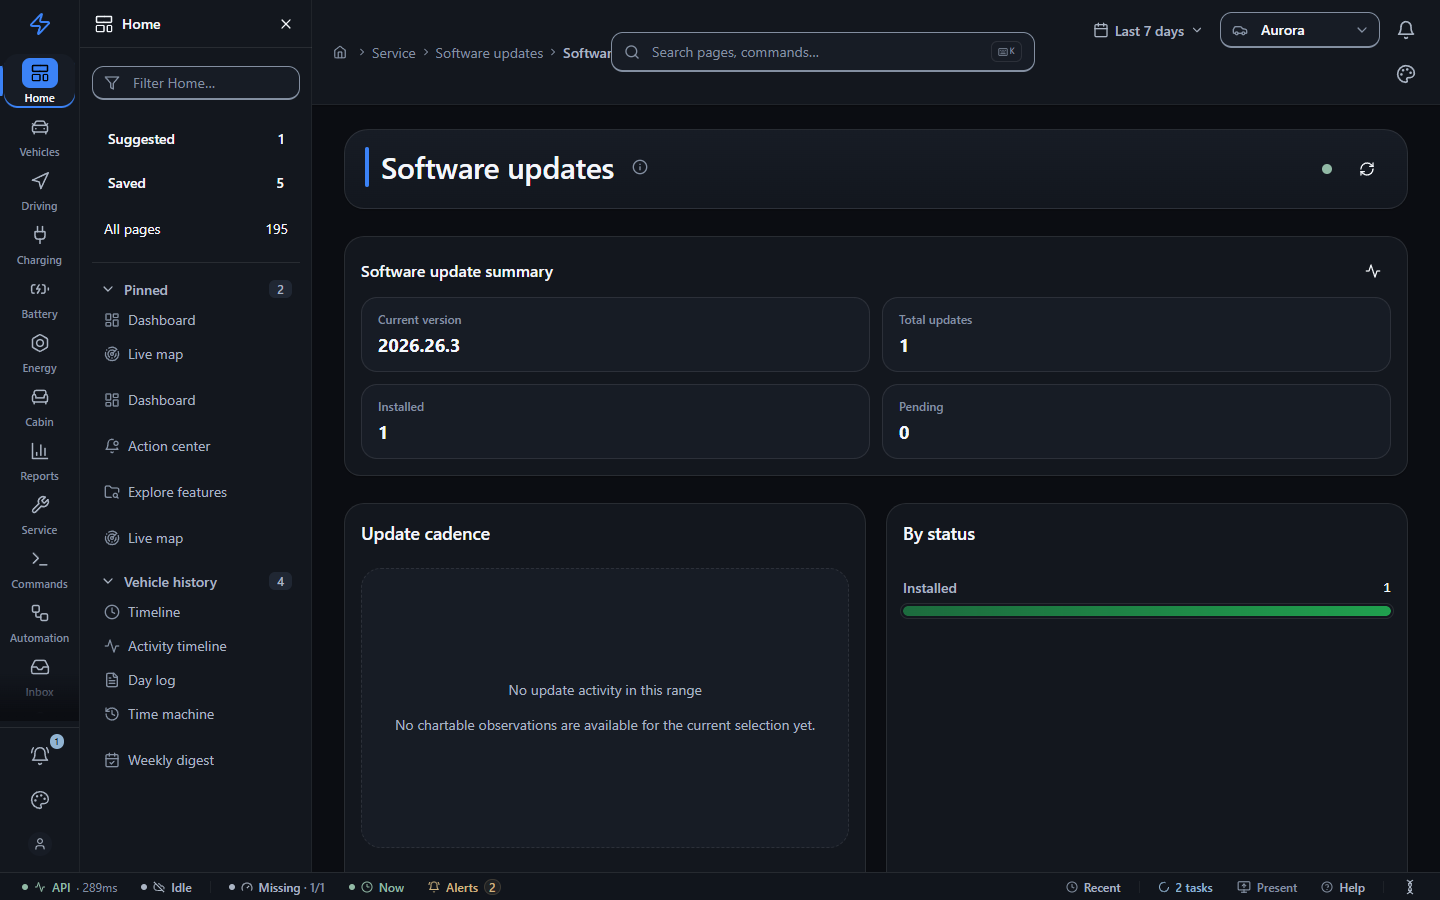 Home
Vehicles
Driving
Charging
Battery
Energy
Cabin
Reports
Service
Commands
Automation
Inbox
1
Home
Filter Home...
Suggested 1
Saved 5
All pages 195
Pinned 2
Dashboard
Live map
Dashboard
Action center
Explore features
Live map
Vehicle history 4
Timeline
Activity timeline
Day log
Time machine
Weekly digest
Service > Software updates > Softwar
Search pages, commands...
K
Last 7 days
Aurora
Software updates
Software update summary
Current version
2026.26.3
Total updates
1
Installed
1
Pending
0
Update cadence
No update activity in this range
No chartable observations are available for the current selection yet.
By status
Installed 1
API · 289ms
Idle
Missing · 1/1
Now
Alerts 2
Recent
2 tasks
Present
Help